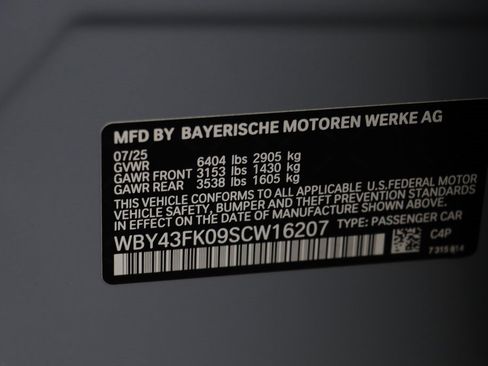 MFD BY BAYERISCHE MOTOREN WERKE AG
07/25
GVWR 6404 lbs 2905 kg
GAWR FRONT 3153 lbs 1430 kg
GAWR REAR 3538 lbs 1605 kg
THIS VEHICLE CONFORMS TO ALL APPLICABLE U.S.FEDERAL MOTOR
VEHICLE SAFETY, BUMPER AND THEFT PREVENTION STANDARDS
IN EFFECT ON THE DATE OF MANUFACTURE SHOWN ABOVE.
WBY43FK09SCW16207 TYPE: PASSENGER CAR
C4P
7 315 814